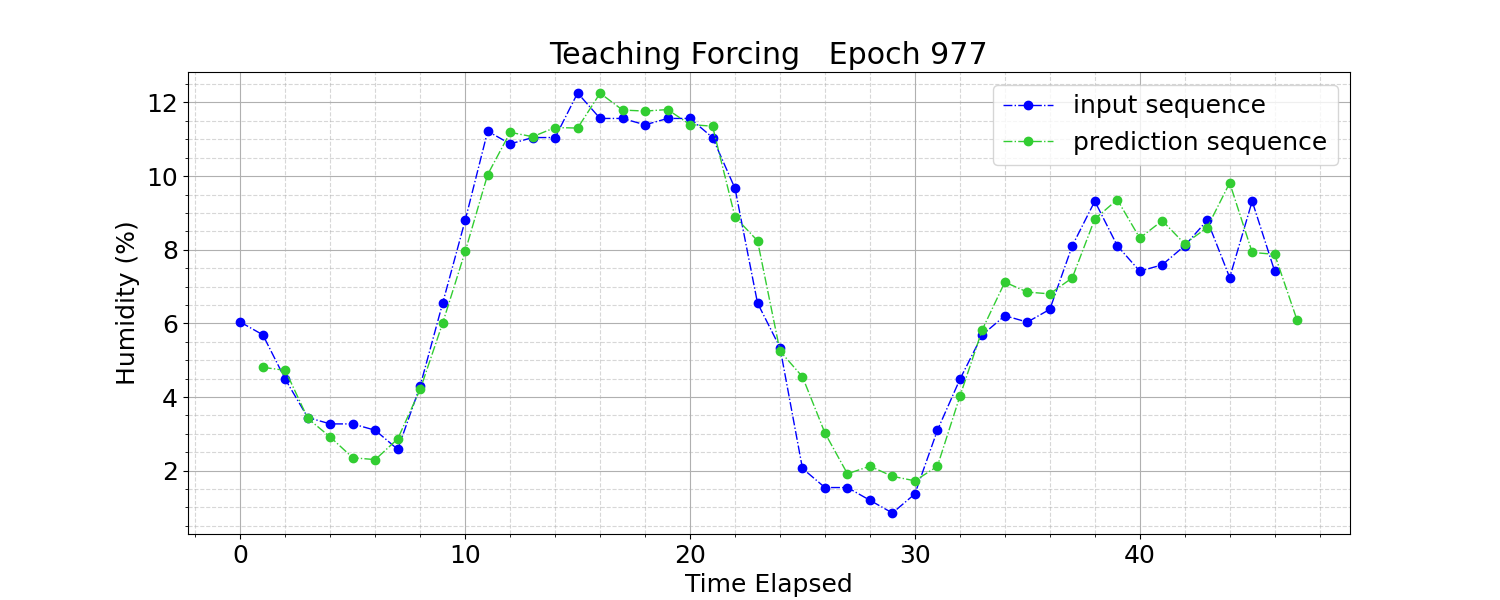 Teaching Forcing   Epoch 977
input sequence
prediction sequence
Humidity (%)
12
10
8
6
4
2
0 10 20 30 40
Time Elapsed